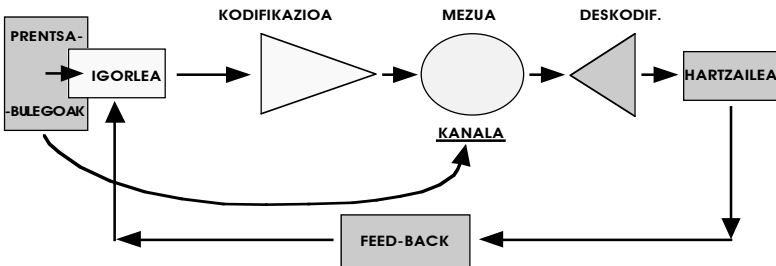 KODIFIKAZIOA
MEZUA
DESKODIF.
PRENTSA-
IGORLEA
HARTZAILEA
-BULEGOAK
KANALA
FEED-BACK